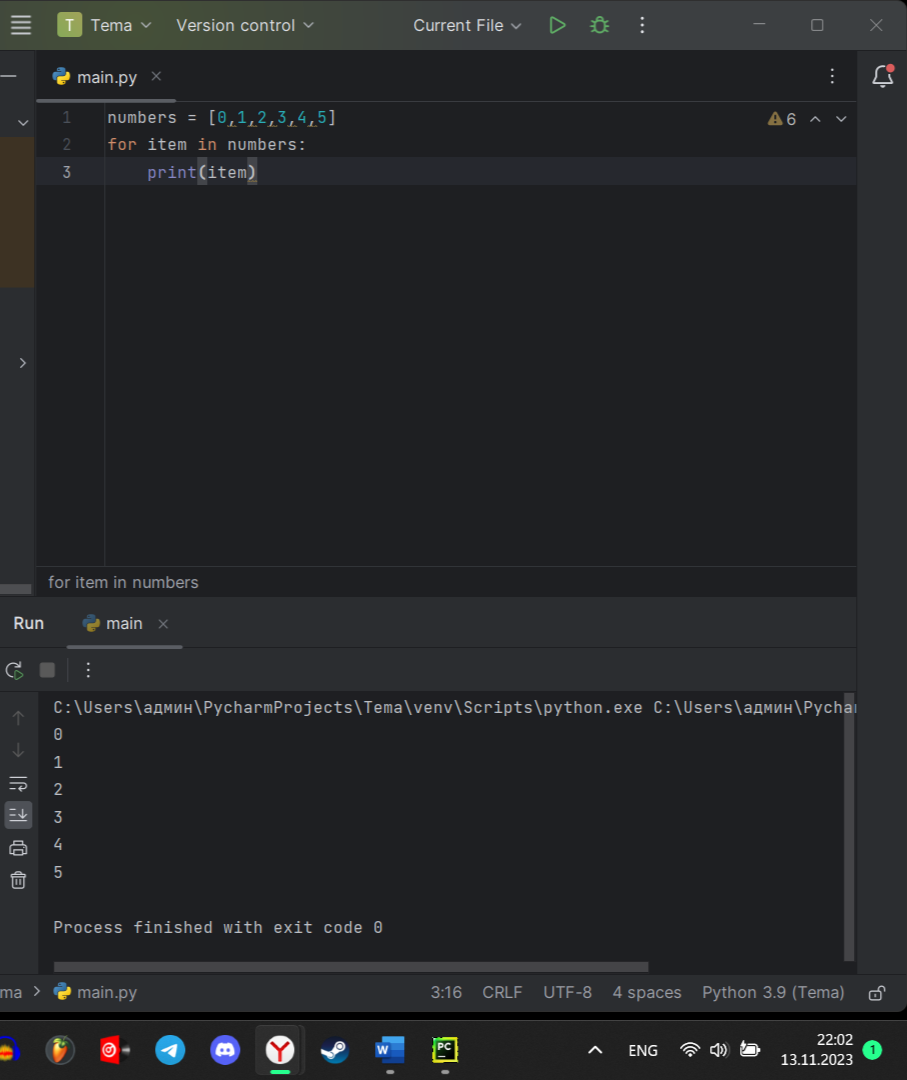 T Tema Version control Current File
main.py
1 numbers = [0,1,2,3,4,5] 6
2 for item in numbers:
3 print(item)
for item in numbers
Run main
C:\Users\админ\PycharmProjects\Tema\venv\Scripts\python.exe C:\Users\админ\Pychar
0
1
2
3
4
5
Process finished with exit code 0
ma > main.py 3:16 CRLF UTF-8 4 spaces Python 3.9 (Tema)
W PC ENG 22:02 1
13.11.2023